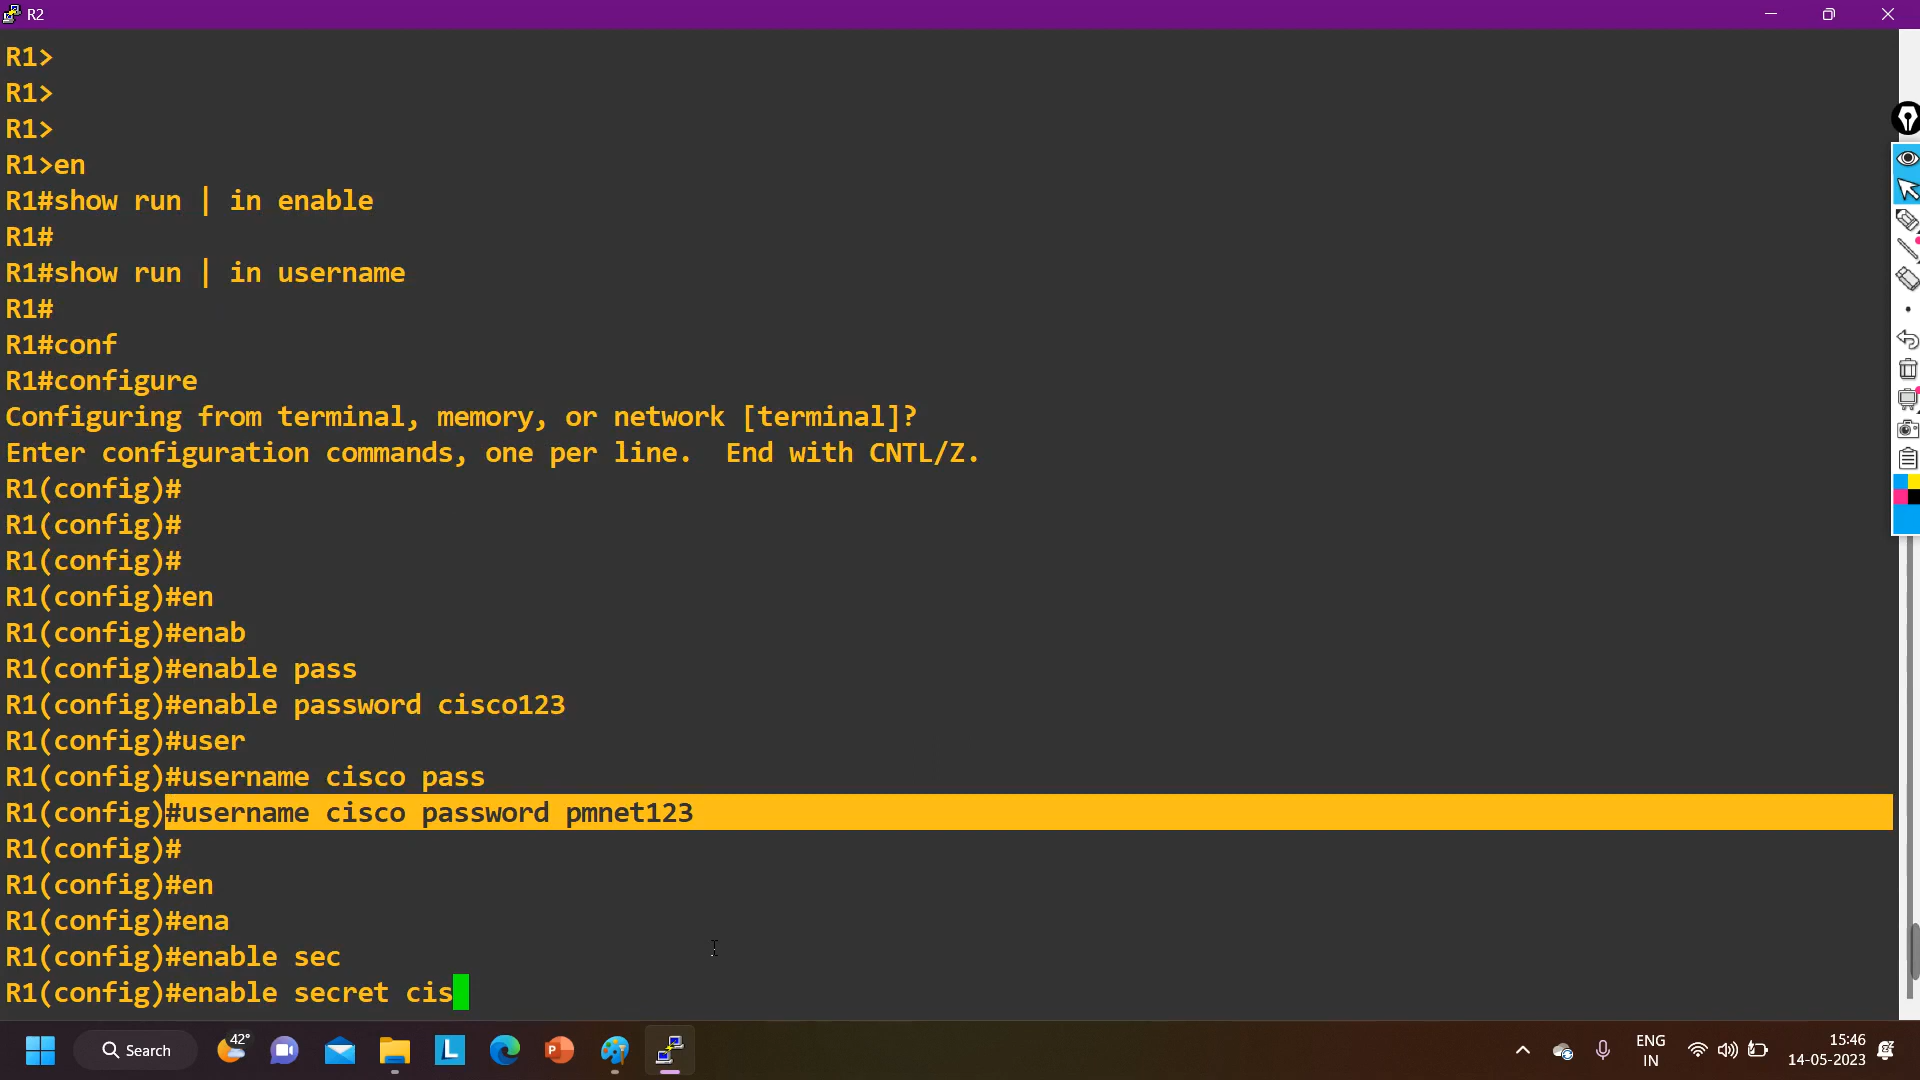 R2
R1>
R1>
R1>
R1>en
R1#show run | in enable
R1#
R1#show run | in username
R1#
R1#conf
R1#configure
Configuring from terminal, memory, or network [terminal]?
Enter configuration commands, one per line.  End with CNTL/Z.
R1(config)#
R1(config)#
R1(config)#
R1(config)#en
R1(config)#enab
R1(config)#enable pass
R1(config)#enable password cisco123
R1(config)#user
R1(config)#username cisco pass
R1(config)#username cisco password pmnet123
R1(config)#
R1(config)#en
R1(config)#ena
R1(config)#enable sec
R1(config)#enable secret cis
Search
42°
L
P
ENG
IN
15:46
14-05-2023